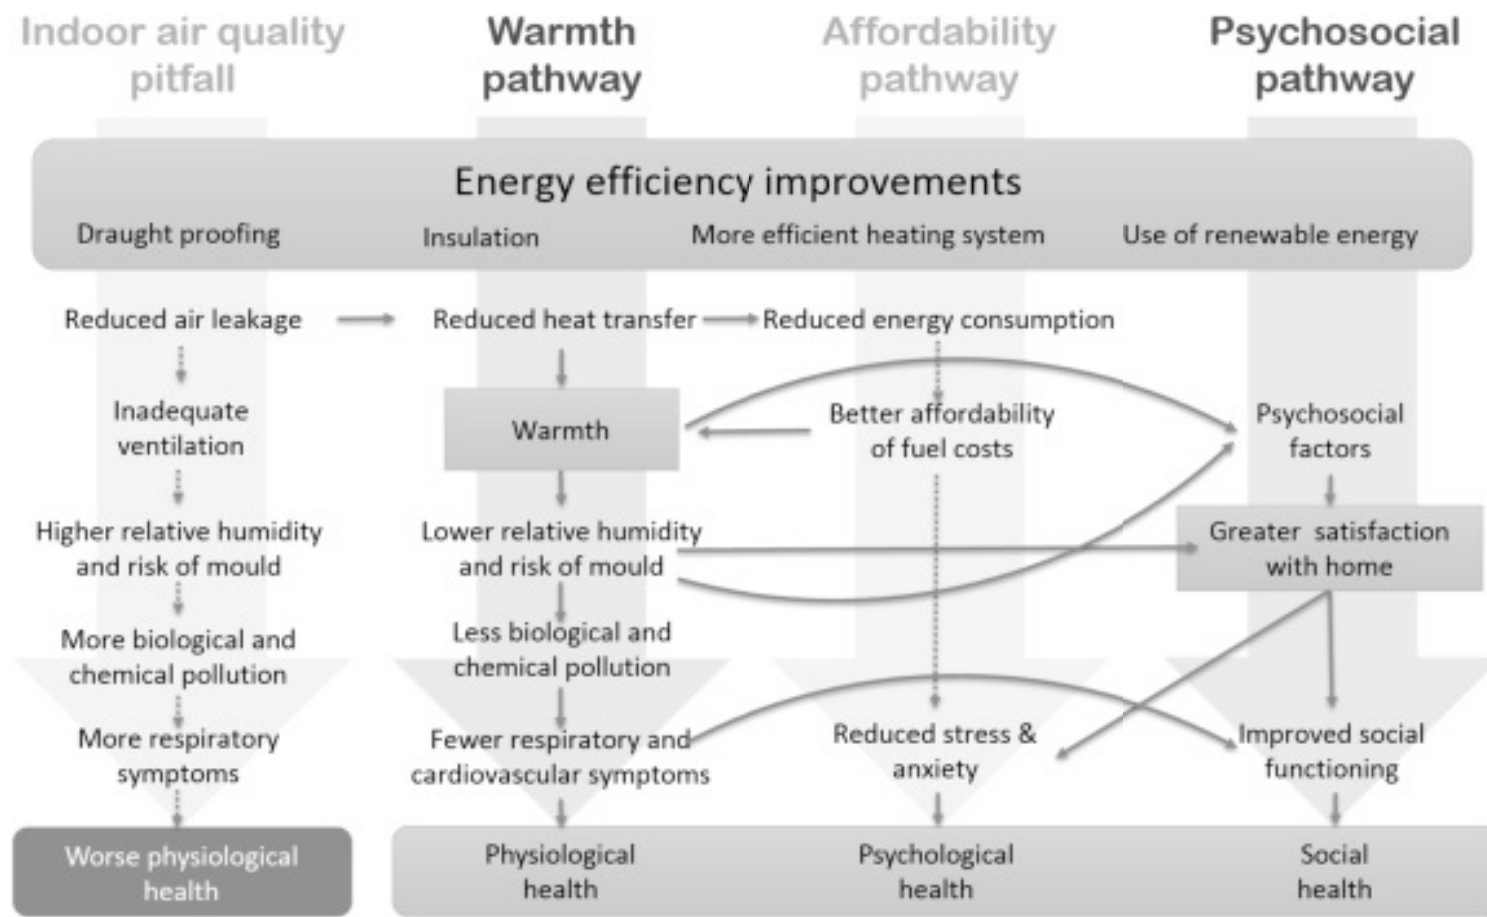 Indoor air quality
pitfall
Warmth
pathway
Affordability
pathway
Psychosocial
pathway
Energy efficiency improvements
Draught proofing
Insulation
More efficient heating system
Use of renewable energy
Reduced air leakage
Reduced heat transfer
Reduced energy consumption
Inadequate
ventilation
Warmth
Better affordability
of fuel costs
Psychosocial
factors
Higher relative humidity
and risk of mould
Lower relative humidity
and risk of mould
Greater satisfaction
with home
More biological and
chemical pollution
Less biological and
chemical pollution
More respiratory
symptoms
Fewer respiratory and
cardiovascular symptoms
Reduced stress &
anxiety
Improved social
functioning
Worse physiological
health
Physiological
health
Psychological
health
Social
health